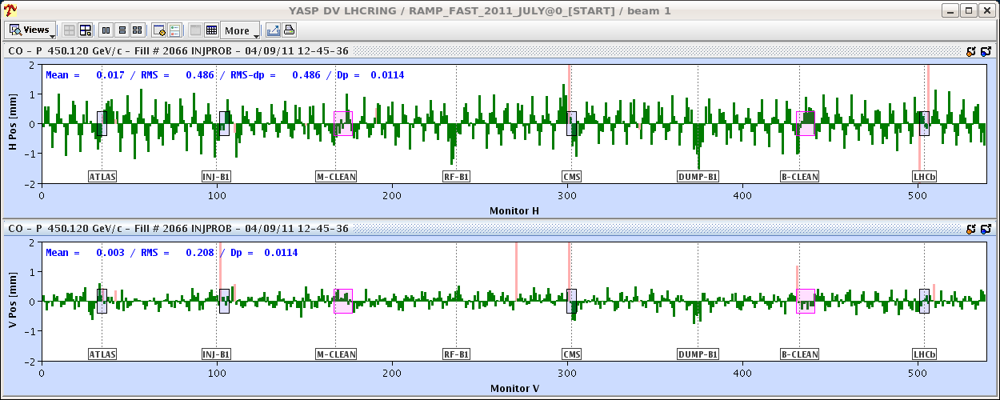 YASP DV LHCRING / RAMP_FAST_2011_JULY@0_[START] / beam 1
Views More
CO - P 450.120 GeV/c - Fill # 2066 INJPROB - 04/09/11 12-45-36
Mean = 0.017 / RMS = 0.486 / RMS-dp = 0.486 / Dp = 0.0114
H Pos [mm]
2
1
0
-1
-2
ATLAS INJ-B1 M-CLEAN RF-B1 CMS DUMP-B1 B-CLEAN LHCb
0 100 200 300 400 500
Monitor H
CO - P 450.120 GeV/c - Fill # 2066 INJPROB - 04/09/11 12-45-36
Mean = 0.003 / RMS = 0.208 / Dp = 0.0114
V Pos [mm]
2
1
0
-1
-2
ATLAS INJ-B1 M-CLEAN RF-B1 CMS DUMP-B1 B-CLEAN LHCb
0 100 200 300 400 500
Monitor V